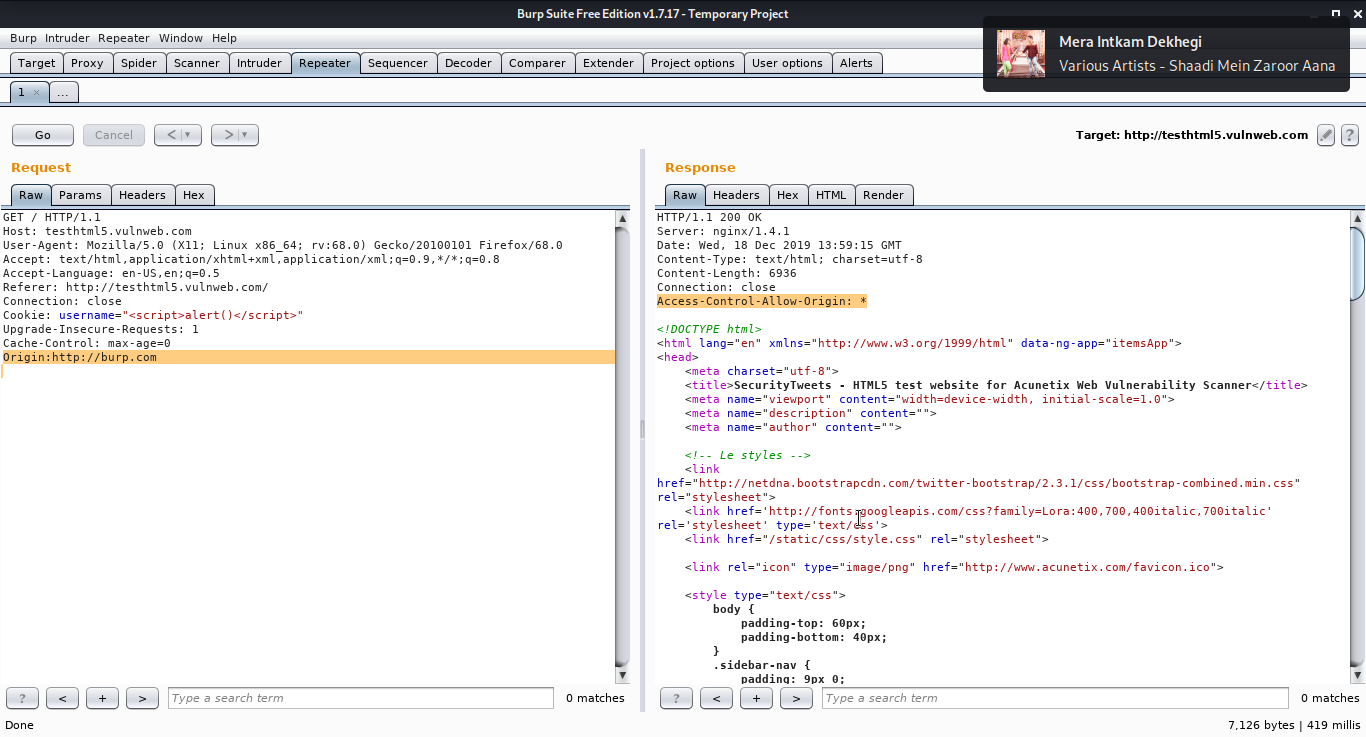 Burp Suite Free Edition v1.7.17 - Temporary Project
Burp Intruder Repeater Window Help
Mera Intkam Dekhegi
Various Artists - Shaadi Mein Zaroor Aana
Target Proxy Spider Scanner Intruder Repeater Sequencer Decoder Comparer Extender Project options User options Alerts
1 × ...
Go Cancel < > Target: http://testhtml5.vulnweb.com ?
Request
Raw Params Headers Hex
GET / HTTP/1.1
Host: testhtml5.vulnweb.com
User-Agent: Mozilla/5.0 (X11; Linux x86_64; rv:68.0) Gecko/20100101 Firefox/68.0
Accept: text/html,application/xhtml+xml,application/xml;q=0.9,*/*;q=0.8
Accept-Language: en-US,en;q=0.5
Referer: http://testhtml5.vulnweb.com/
Connection: close
Cookie: username="<script>alert()</script>"
Upgrade-Insecure-Requests: 1
Cache-Control: max-age=0
Origin:http://burp.com
? < + > Type a search term 0 matches
Response
Raw Headers Hex HTML Render
HTTP/1.1 200 OK
Server: nginx/1.4.1
Date: Wed, 18 Dec 2019 13:59:15 GMT
Content-Type: text/html; charset=utf-8
Content-Length: 6936
Connection: close
Access-Control-Allow-Origin: *
<!DOCTYPE html>
<html lang="en" xmlns="http://www.w3.org/1999/html" data-ng-app="itemsApp">
<head>
<meta charset="utf-8">
<title>SecurityTweets - HTML5 test website for Acunetix Web Vulnerability Scanner</title>
<meta name="viewport" content="width=device-width, initial-scale=1.0">
<meta name="description" content="">
<meta name="author" content="">
<!-- Le styles -->
<link
href="http://netdna.bootstrapcdn.com/twitter-bootstrap/2.3.1/css/bootstrap-combined.min.css"
rel="stylesheet">
<link href='http://fonts.googleapis.com/css?family=Lora:400,700,400italic,700italic'
rel='stylesheet' type='text/css'>
<link href="/static/css/style.css" rel="stylesheet">
<link rel="icon" type="image/png" href="http://www.acunetix.com/favicon.ico">
<style type="text/css">
body {
padding-top: 60px;
padding-bottom: 40px;
}
.sidebar-nav {
padding: 9px 0;
? < + > Type a search term 0 matches
Done
7,126 bytes | 419 millis